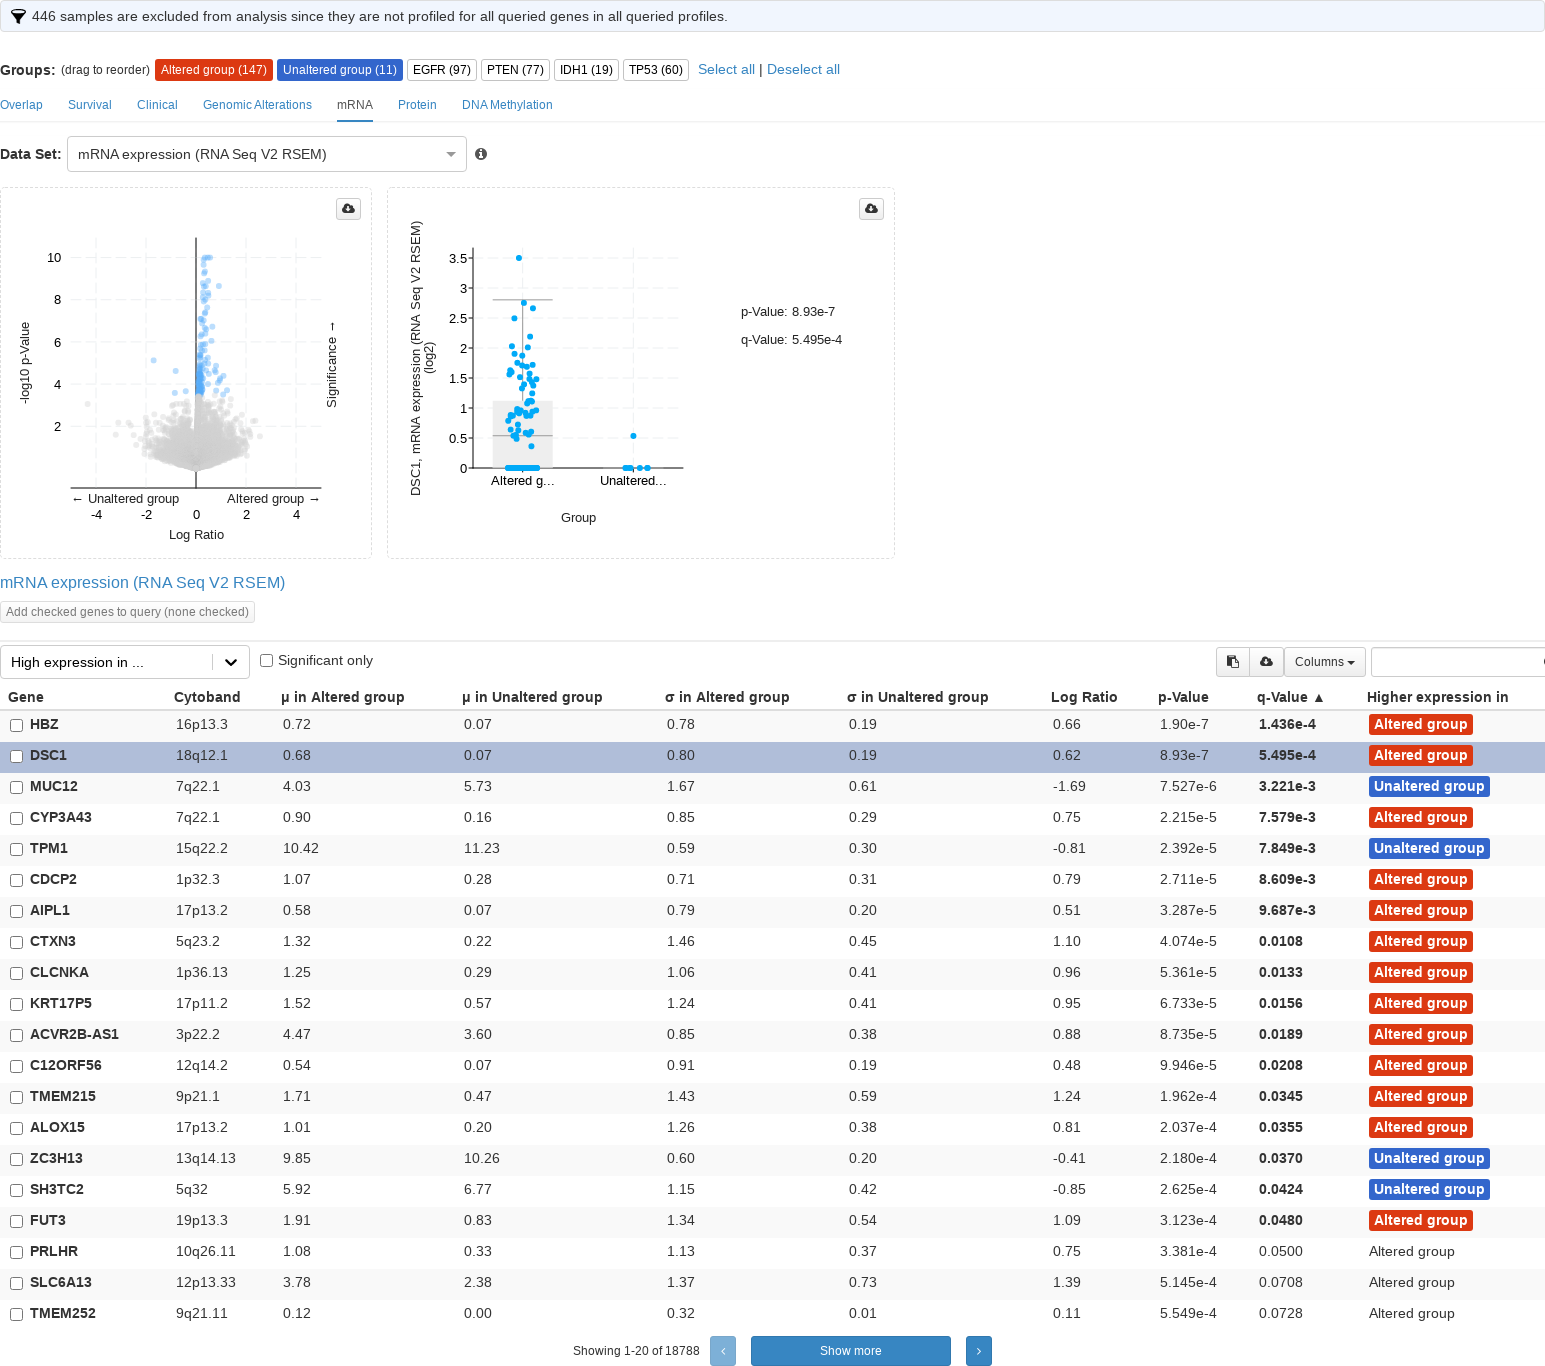 446 samples are excluded from analysis since they are not profiled for all queried genes in all queried profiles.
Groups: (drag to reorder) Altered group (147) Unaltered group (11) EGFR (97) PTEN (77) IDH1 (19) TP53 (60) Select all | Deselect all
Overlap Survival Clinical Genomic Alterations mRNA Protein DNA Methylation
Data Set: mRNA expression (RNA Seq V2 RSEM)
-log10 p-Value
10
8
6
4
2
Significance →
← Unaltered group Altered group →
-4 -2 0 2 4
Log Ratio
DSC1, mRNA expression (RNA Seq V2 RSEM)
(log2)
3.5
3
2.5
2
1.5
1
0.5
0
Altered g... Unaltered...
Group
p-Value: 8.93e-7
q-Value: 5.495e-4
mRNA expression (RNA Seq V2 RSEM)
Add checked genes to query (none checked)
High expression in ... Significant only Columns
Gene Cytoband μ in Altered group μ in Unaltered group σ in Altered group σ in Unaltered group Log Ratio p-Value q-Value ▲ Higher expression in
HBZ 16p13.3 0.72 0.07 0.78 0.19 0.66 1.90e-7 1.436e-4 Altered group
DSC1 18q12.1 0.68 0.07 0.80 0.19 0.62 8.93e-7 5.495e-4 Altered group
MUC12 7q22.1 4.03 5.73 1.67 0.61 -1.69 7.527e-6 3.221e-3 Unaltered group
CYP3A43 7q22.1 0.90 0.16 0.85 0.29 0.75 2.215e-5 7.579e-3 Altered group
TPM1 15q22.2 10.42 11.23 0.59 0.30 -0.81 2.392e-5 7.849e-3 Unaltered group
CDCP2 1p32.3 1.07 0.28 0.71 0.31 0.79 2.711e-5 8.609e-3 Altered group
AIPL1 17p13.2 0.58 0.07 0.79 0.20 0.51 3.287e-5 9.687e-3 Altered group
CTXN3 5q23.2 1.32 0.22 1.46 0.45 1.10 4.074e-5 0.0108 Altered group
CLCNKA 1p36.13 1.25 0.29 1.06 0.41 0.96 5.361e-5 0.0133 Altered group
KRT17P5 17p11.2 1.52 0.57 1.24 0.41 0.95 6.733e-5 0.0156 Altered group
ACVR2B-AS1 3p22.2 4.47 3.60 0.85 0.38 0.88 8.735e-5 0.0189 Altered group
C12ORF56 12q14.2 0.54 0.07 0.91 0.19 0.48 9.946e-5 0.0208 Altered group
TMEM215 9p21.1 1.71 0.47 1.43 0.59 1.24 1.962e-4 0.0345 Altered group
ALOX15 17p13.2 1.01 0.20 1.26 0.38 0.81 2.037e-4 0.0355 Altered group
ZC3H13 13q14.13 9.85 10.26 0.60 0.20 -0.41 2.180e-4 0.0370 Unaltered group
SH3TC2 5q32 5.92 6.77 1.15 0.42 -0.85 2.625e-4 0.0424 Unaltered group
FUT3 19p13.3 1.91 0.83 1.34 0.54 1.09 3.123e-4 0.0480 Altered group
PRLHR 10q26.11 1.08 0.33 1.13 0.37 0.75 3.381e-4 0.0500 Altered group
SLC6A13 12p13.33 3.78 2.38 1.37 0.73 1.39 5.145e-4 0.0708 Altered group
TMEM252 9q21.11 0.12 0.00 0.32 0.01 0.11 5.549e-4 0.0728 Altered group
Showing 1-20 of 18788 ‹ Show more ›